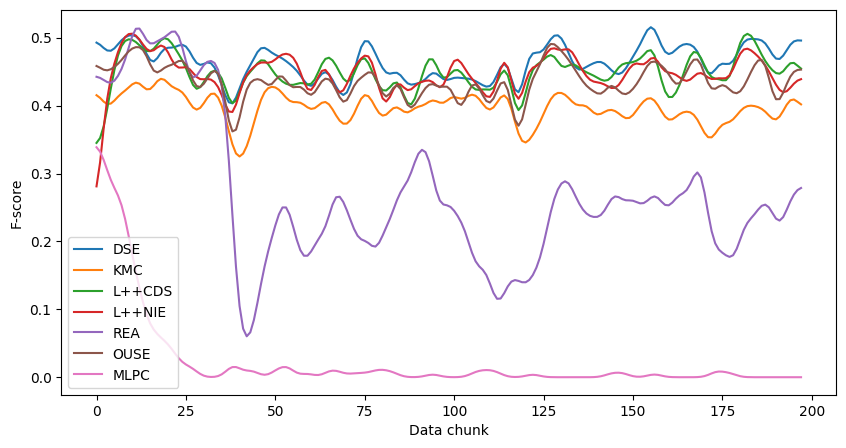 F-score
0.5
0.4
0.3
0.2
0.1
0.0
DSE
KMC
L++CDS
L++NIE
REA
OUSE
MLPC
0 25 50 75 100 125 150 175 200
Data chunk